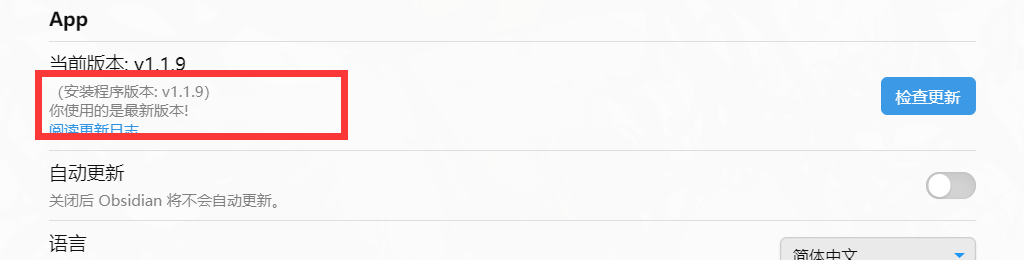 App
当前版本: v1.1.9
（安装程序版本: v1.1.9）
你使用的是最新版本!
阅读更新日志
检查更新
自动更新
关闭后 Obsidian 将不会自动更新。
语言
简体中文